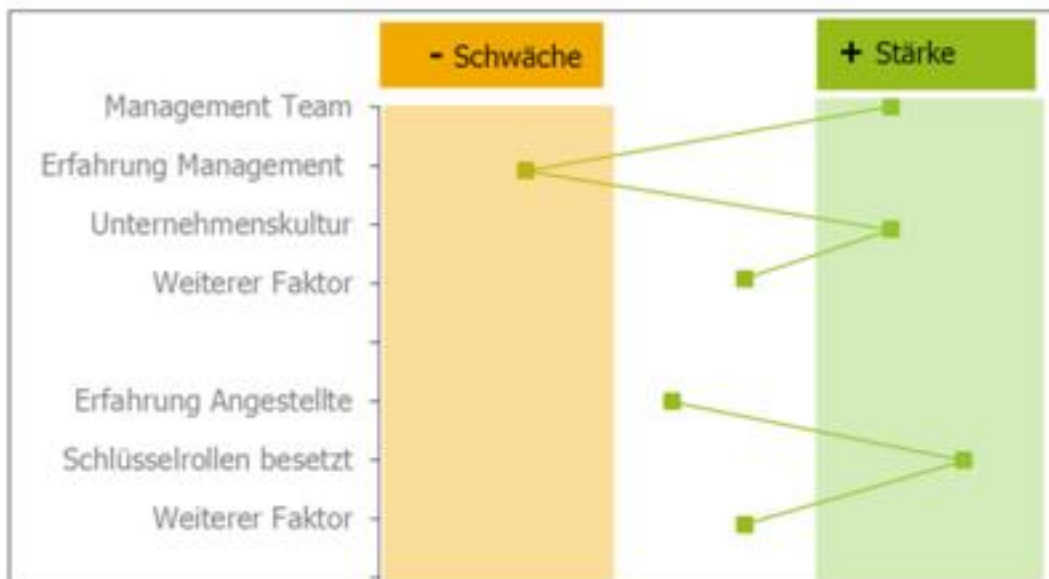 - Schwäche
+ Stärke
Management Team
Erfahrung Management
Unternehmenskultur
Weiterer Faktor
Erfahrung Angestellte
Schlüsselrollen besetzt
Weiterer Faktor